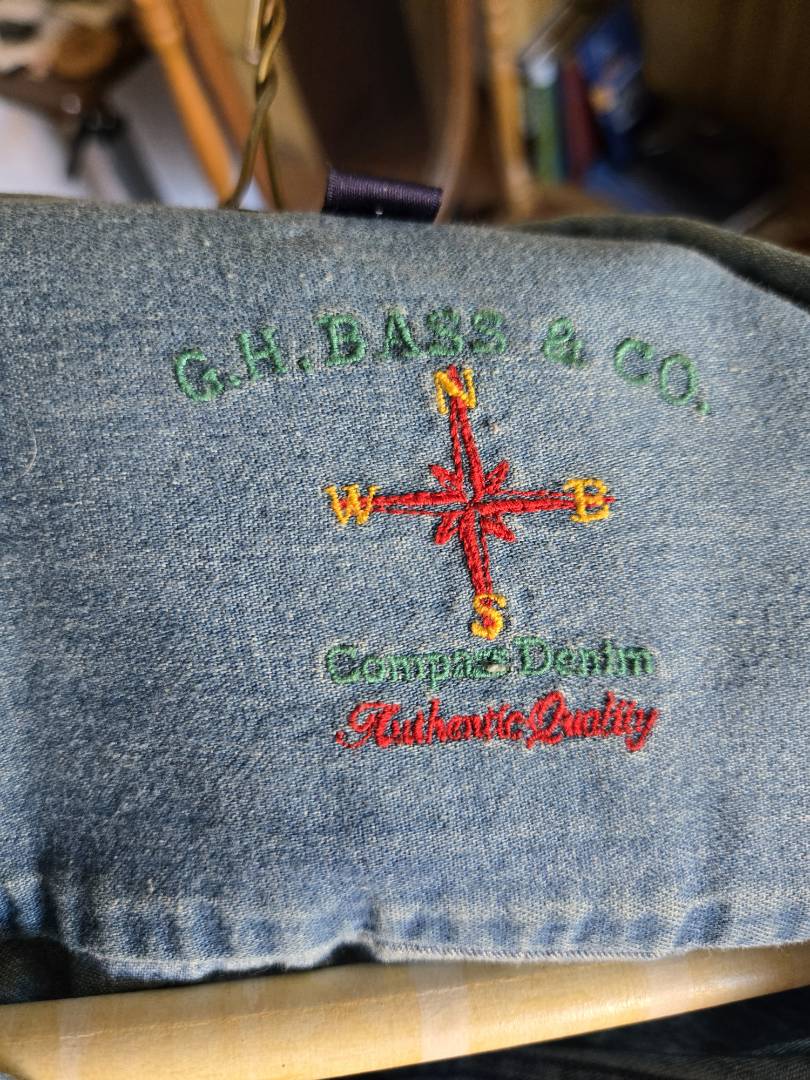 G.H. BASS & CO.
N
W E
S
Compass Denim
Authentic Quality